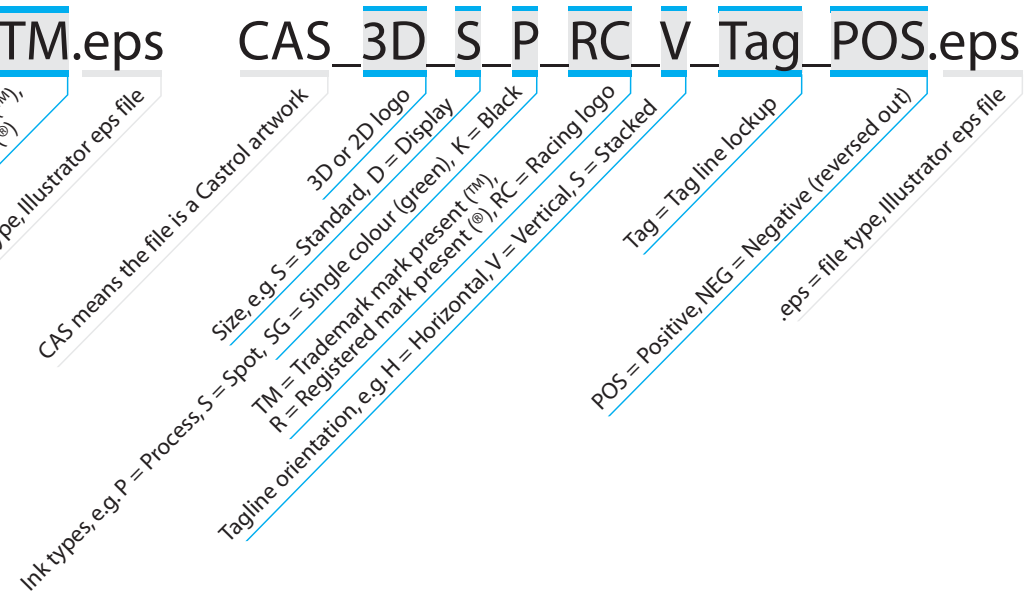 TM.eps
CAS_3D_S_P_RC_V_Tag_POS.eps
(®)
Illustrator eps file
CAS means the file is a Castrol artwork
3D or 2D logo
Size, e.g. S = Standard, D = Display
Ink types, e.g. P = Process, S = Spot, SG = Single colour (green), K = Black
TM = Trademark mark present (™),
R = Registered mark present (®), RC = Racing logo
Tagline orientation, e.g. H = Horizontal, V = Vertical, S = Stacked
Tag = Tag line lockup
POS = Positive, NEG = Negative (reversed out)
.eps = file type, Illustrator eps file